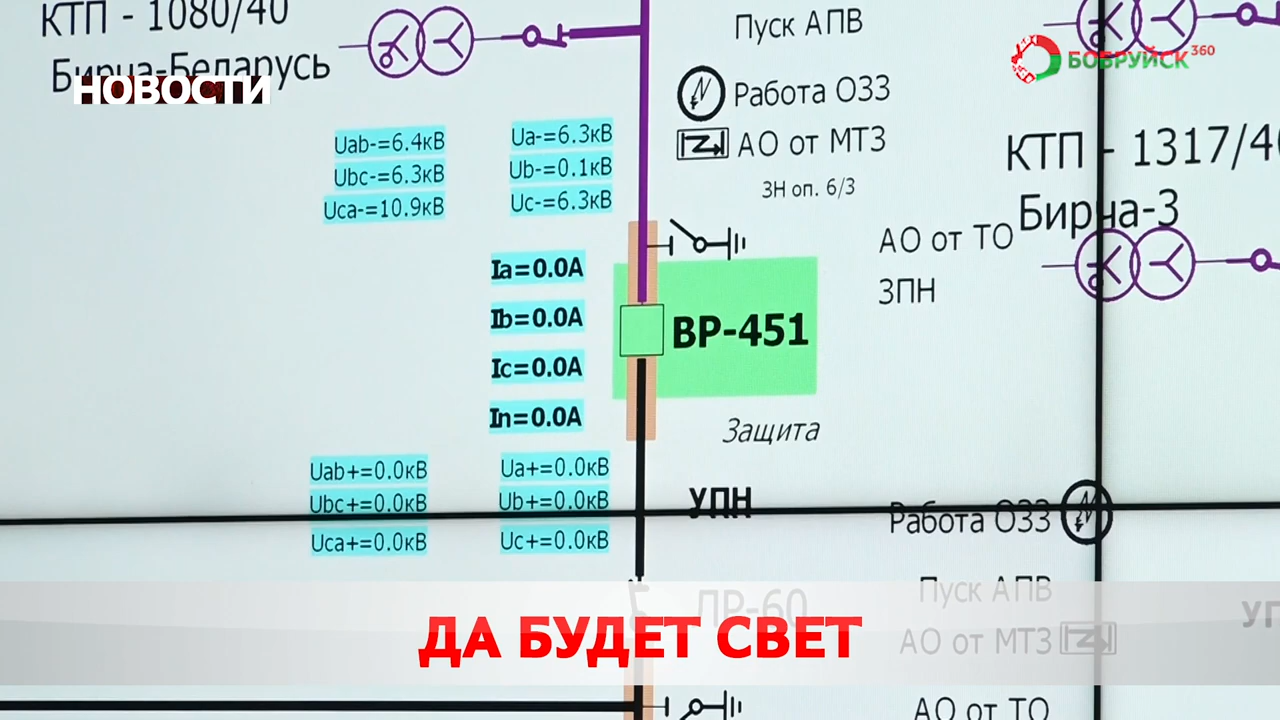 КТП - 1080/40
Бирча-Беларусь
НОВОСТИ
Пуск АПВ
БОБРУЙСК 360
Работа ОЗЗ
АО от МТЗ
ЗН оп. 6/3
КТП - 1317/40
Бирча-3
Uab-=6.4кВ
Ubc-=6.3кВ
Uca-=10.9кВ
Ua-=6.3кВ
Ub-=0.1кВ
Uc-=6.3кВ
АО от ТО
ЗПН
Ia=0.0A
Ib=0.0A
Ic=0.0A
In=0.0A
ВР-451
Защита
Uab+=0.0кВ
Ubc+=0.0кВ
Uca+=0.0кВ
Ua+=0.0кВ
Ub+=0.0кВ
Uc+=0.0кВ
УПН
Работа ОЗЗ
Пуск АПВ
ЛР-60
АО от МТЗ
ДА БУДЕТ СВЕТ
АО от ТО